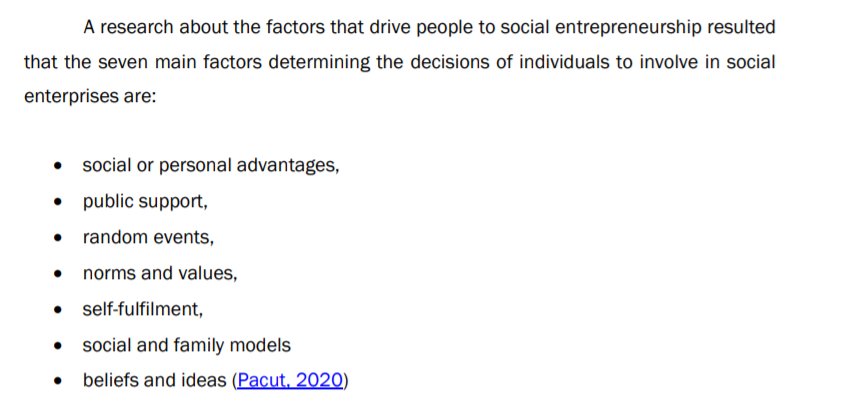 A research about the factors that drive people to social entrepreneurship resulted
that the seven main factors determining the decisions of individuals to involve in social
enterprises are:
• social or personal advantages,
• public support,
• random events,
• norms and values,
• self-fulfilment,
• social and family models
• beliefs and ideas (Pacut, 2020)